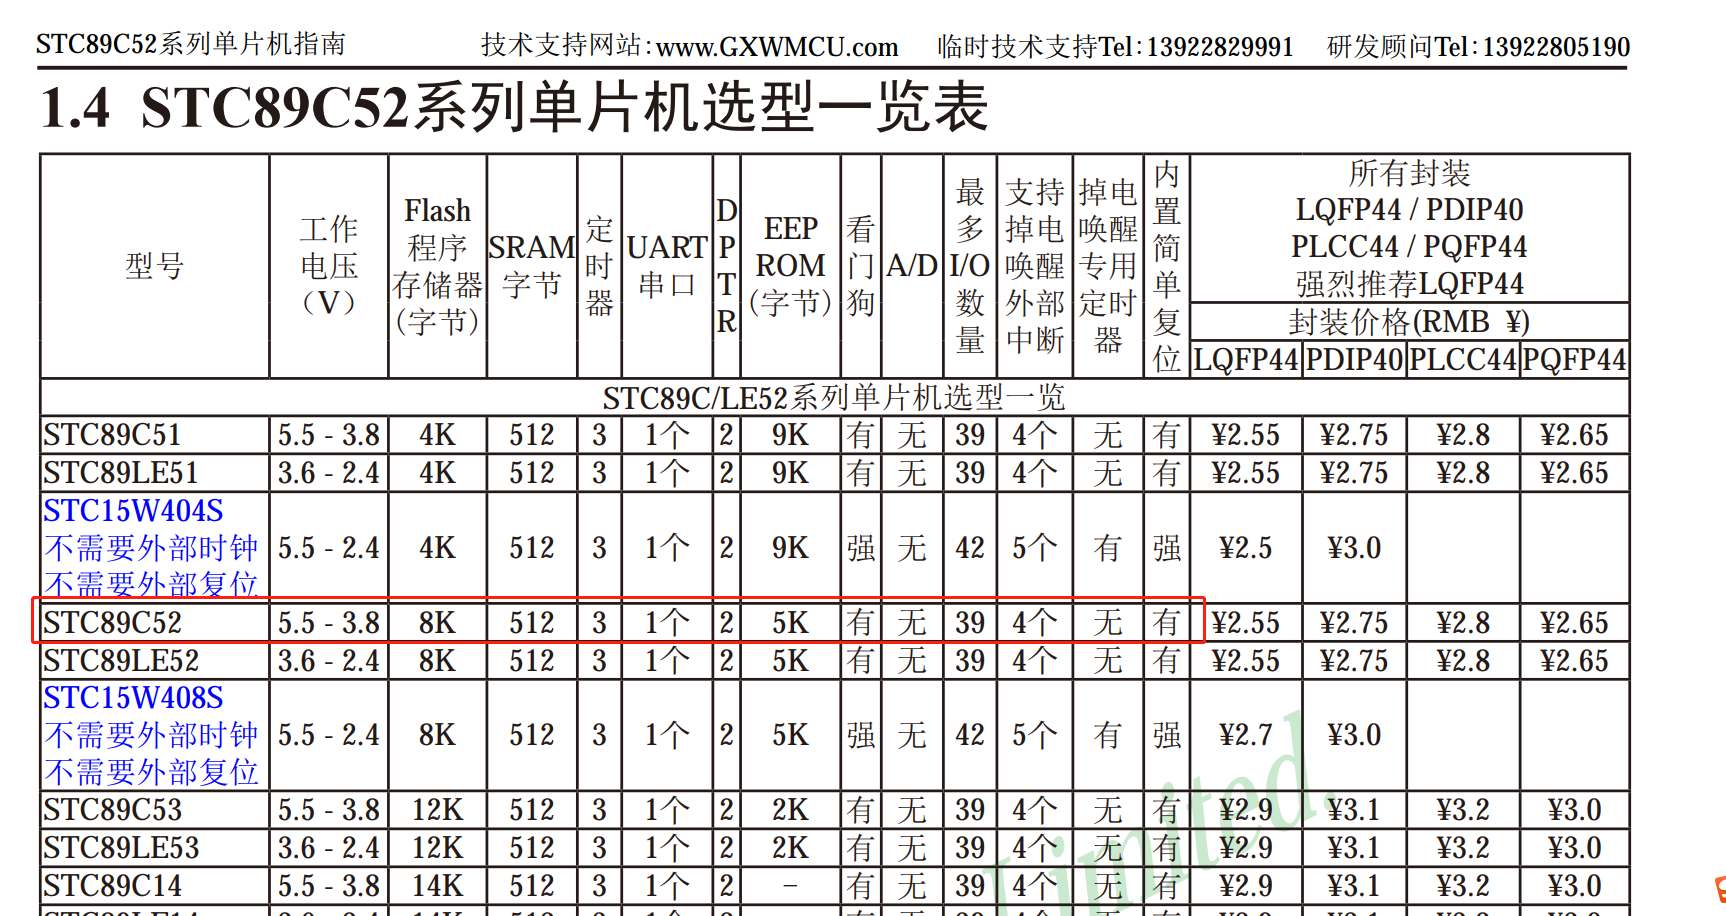 STC89C52系列单片机指南 技术支持网站:www.GXWMCU.com 临时技术支持Tel:13922829991 研发顾问Tel:13922805190
1.4 STC89C52系列单片机选型一览表
型号 工作电压（V） Flash程序存储器(字节) SRAM字节 定时器 UART串口 DPTR EEPROM(字节) 看门狗 A/D 最多I/O数量 支持掉电唤醒外部中断 掉电唤醒专用定时器 内置简单复位
所有封装
LQFP44 / PDIP40
PLCC44 / PQFP44
强烈推荐LQFP44
封装价格(RMB ¥)
LQFP44 PDIP40 PLCC44 PQFP44
STC89C/LE52系列单片机选型一览
STC89C51 5.5 - 3.8 4K 512 3 1个 2 9K 有 无 39 4个 无 有 ¥2.55 ¥2.75 ¥2.8 ¥2.65
STC89LE51 3.6 - 2.4 4K 512 3 1个 2 9K 有 无 39 4个 无 有 ¥2.55 ¥2.75 ¥2.8 ¥2.65
STC15W404S
不需要外部时钟 5.5 - 2.4 4K 512 3 1个 2 9K 强 无 42 5个 有 强 ¥2.5 ¥3.0
不需要外部复位
STC89C52 5.5 - 3.8 8K 512 3 1个 2 5K 有 无 39 4个 无 有 ¥2.55 ¥2.75 ¥2.8 ¥2.65
STC89LE52 3.6 - 2.4 8K 512 3 1个 2 5K 有 无 39 4个 无 有 ¥2.55 ¥2.75 ¥2.8 ¥2.65
STC15W408S
不需要外部时钟 5.5 - 2.4 8K 512 3 1个 2 5K 强 无 42 5个 有 强 ¥2.7 ¥3.0
不需要外部复位
STC89C53 5.5 - 3.8 12K 512 3 1个 2 2K 有 无 39 4个 无 有 ¥2.9 ¥3.1 ¥3.2 ¥3.0
STC89LE53 3.6 - 2.4 12K 512 3 1个 2 2K 有 无 39 4个 无 有 ¥2.9 ¥3.1 ¥3.2 ¥3.0
STC89C14 5.5 - 3.8 14K 512 3 1个 2 - 有 无 39 4个 无 有 ¥2.9 ¥3.1 ¥3.2 ¥3.0
Limited.